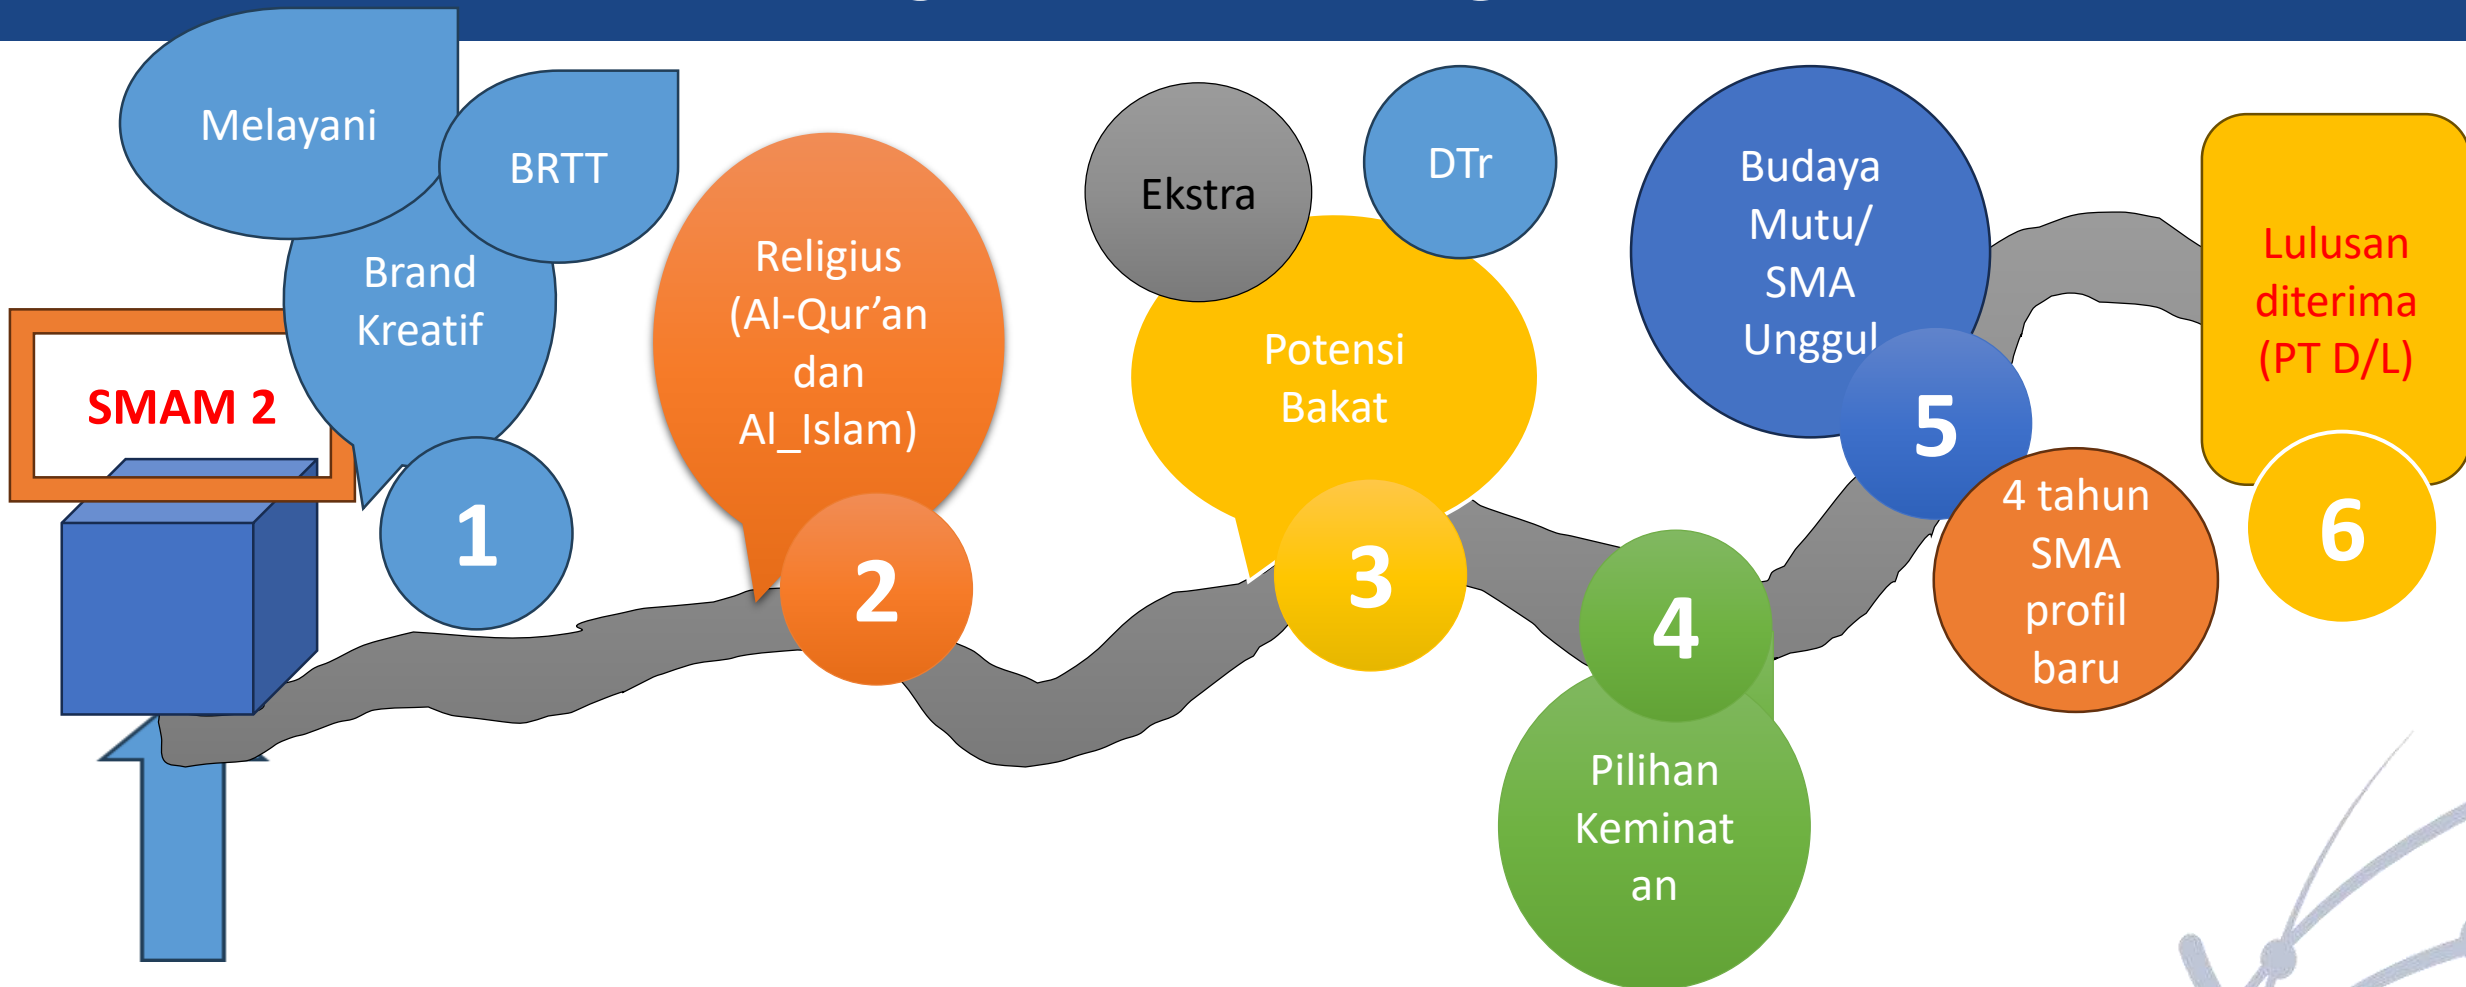 Melayani
BRTT
Brand
Kreatif
SMAM 2
1
Religius
(Al-Qur’an
dan
Al_Islam)
2
Ekstra
DTr
Potensi
Bakat
3
4
Pilihan
Keminat
an
Budaya
Mutu/
SMA
Unggul
5
4 tahun
SMA
profil
baru
Lulusan
diterima
(PT D/L)
6